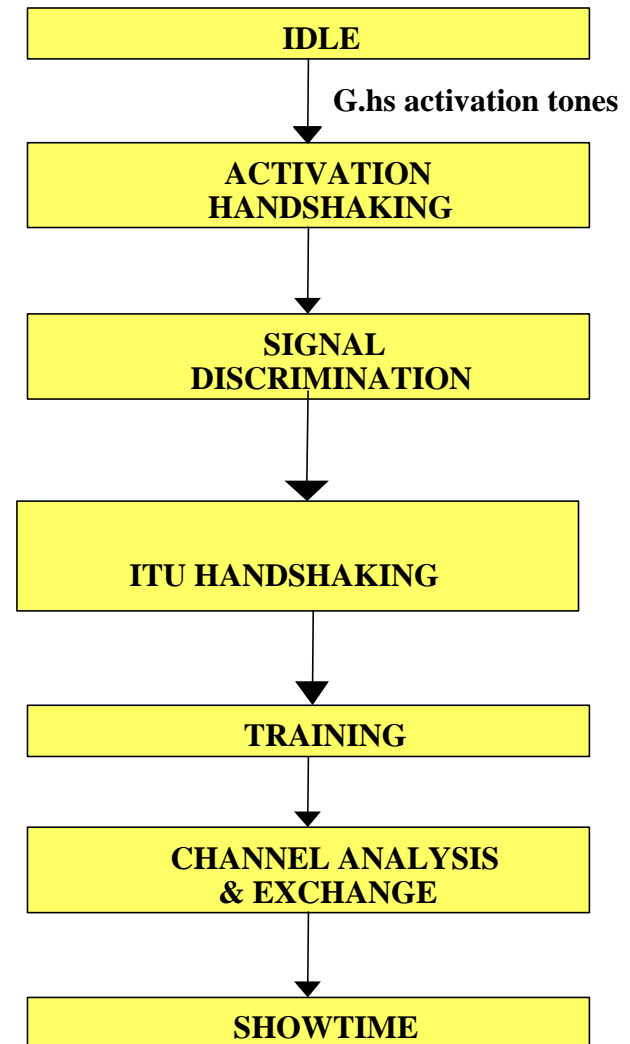 IDLE
G.hs activation tones
ACTIVATION
HANDSHAKING
SIGNAL
DISCRIMINATION
ITU HANDSHAKING
TRAINING
CHANNEL ANALYSIS
& EXCHANGE
SHOWTIME